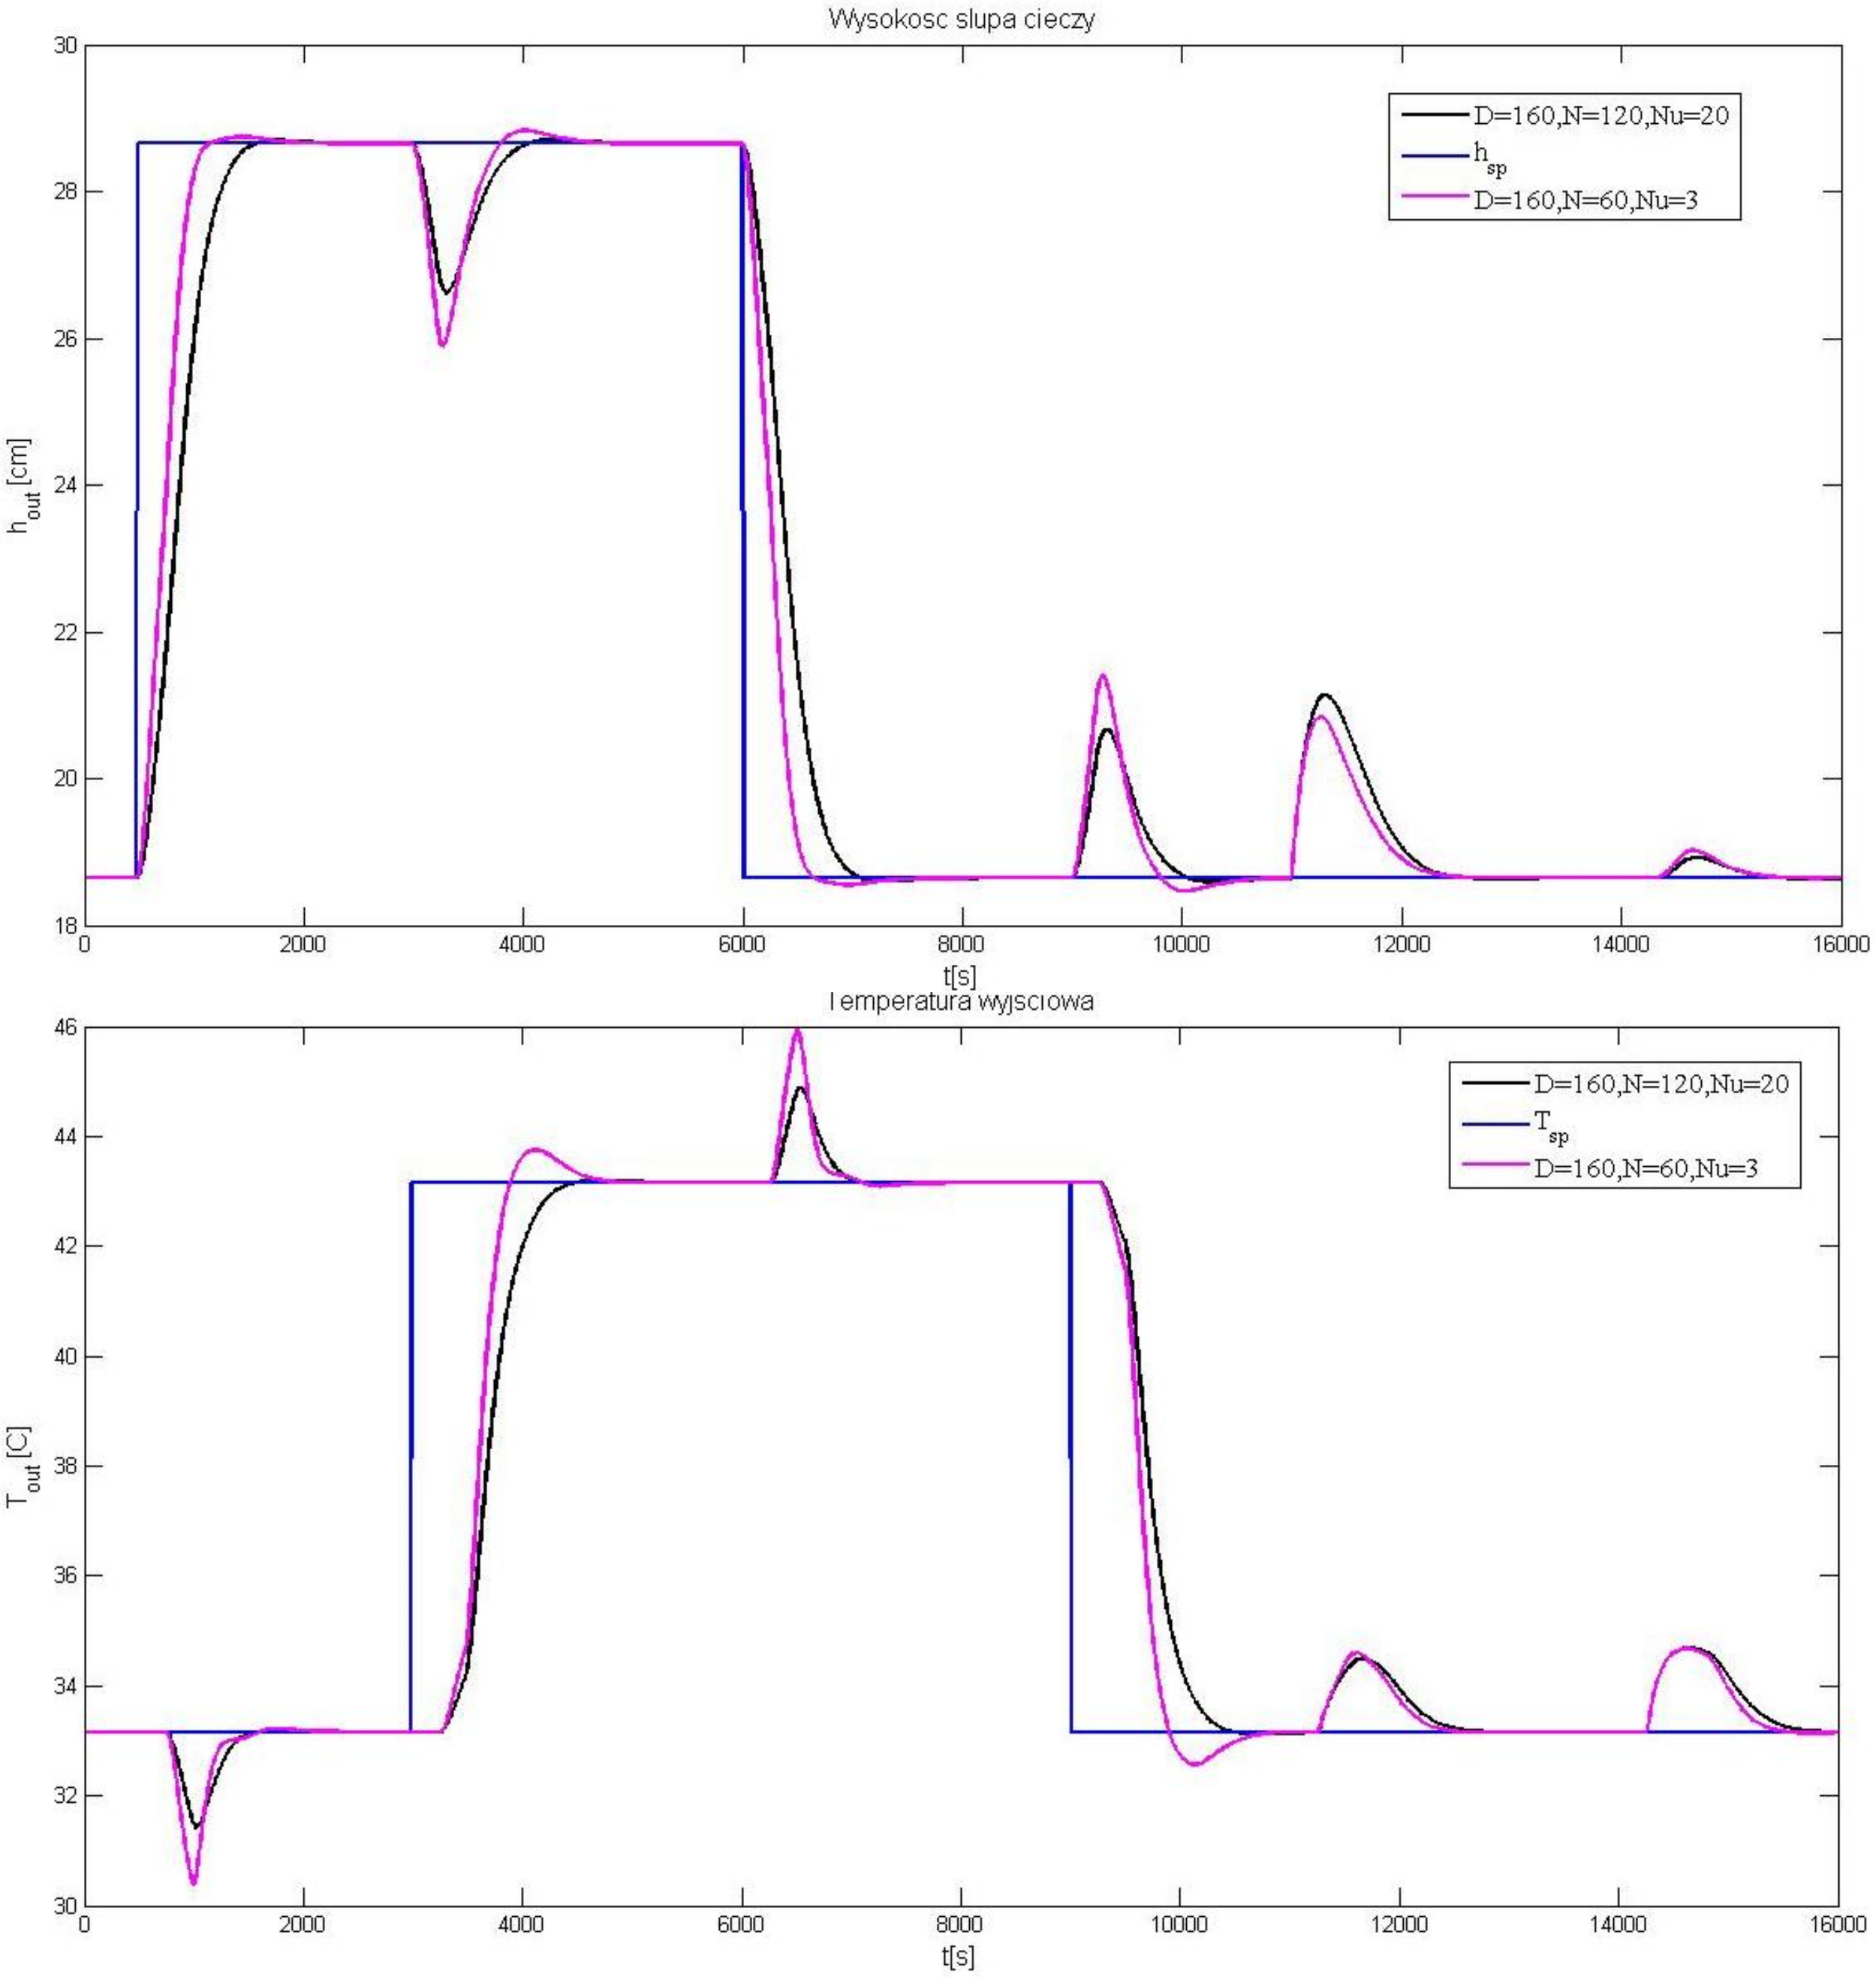 Wysokosc slupa cieczy
30
28
26
24
22
20
18
h_out [cm]
D=160,N=120,Nu=20
h_sp
D=160,N=60,Nu=3
0 2000 4000 6000 8000 10000 12000 14000 16000
t[s]
Temperatura wyjsciowa
46
44
42
40
38
36
34
32
30
T_out [C]
D=160,N=120,Nu=20
T_sp
D=160,N=60,Nu=3
0 2000 4000 6000 8000 10000 12000 14000 16000
t[s]